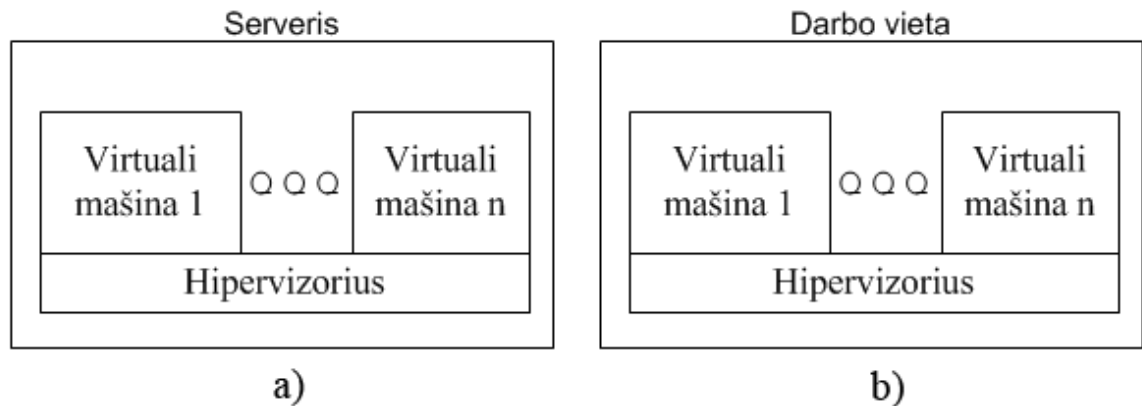 Serveris
Virtuali
mašina 1
Virtuali
mašina n
Hipervizorius
a)
Darbo vieta
Virtuali
mašina 1
Virtuali
mašina n
Hipervizorius
b)